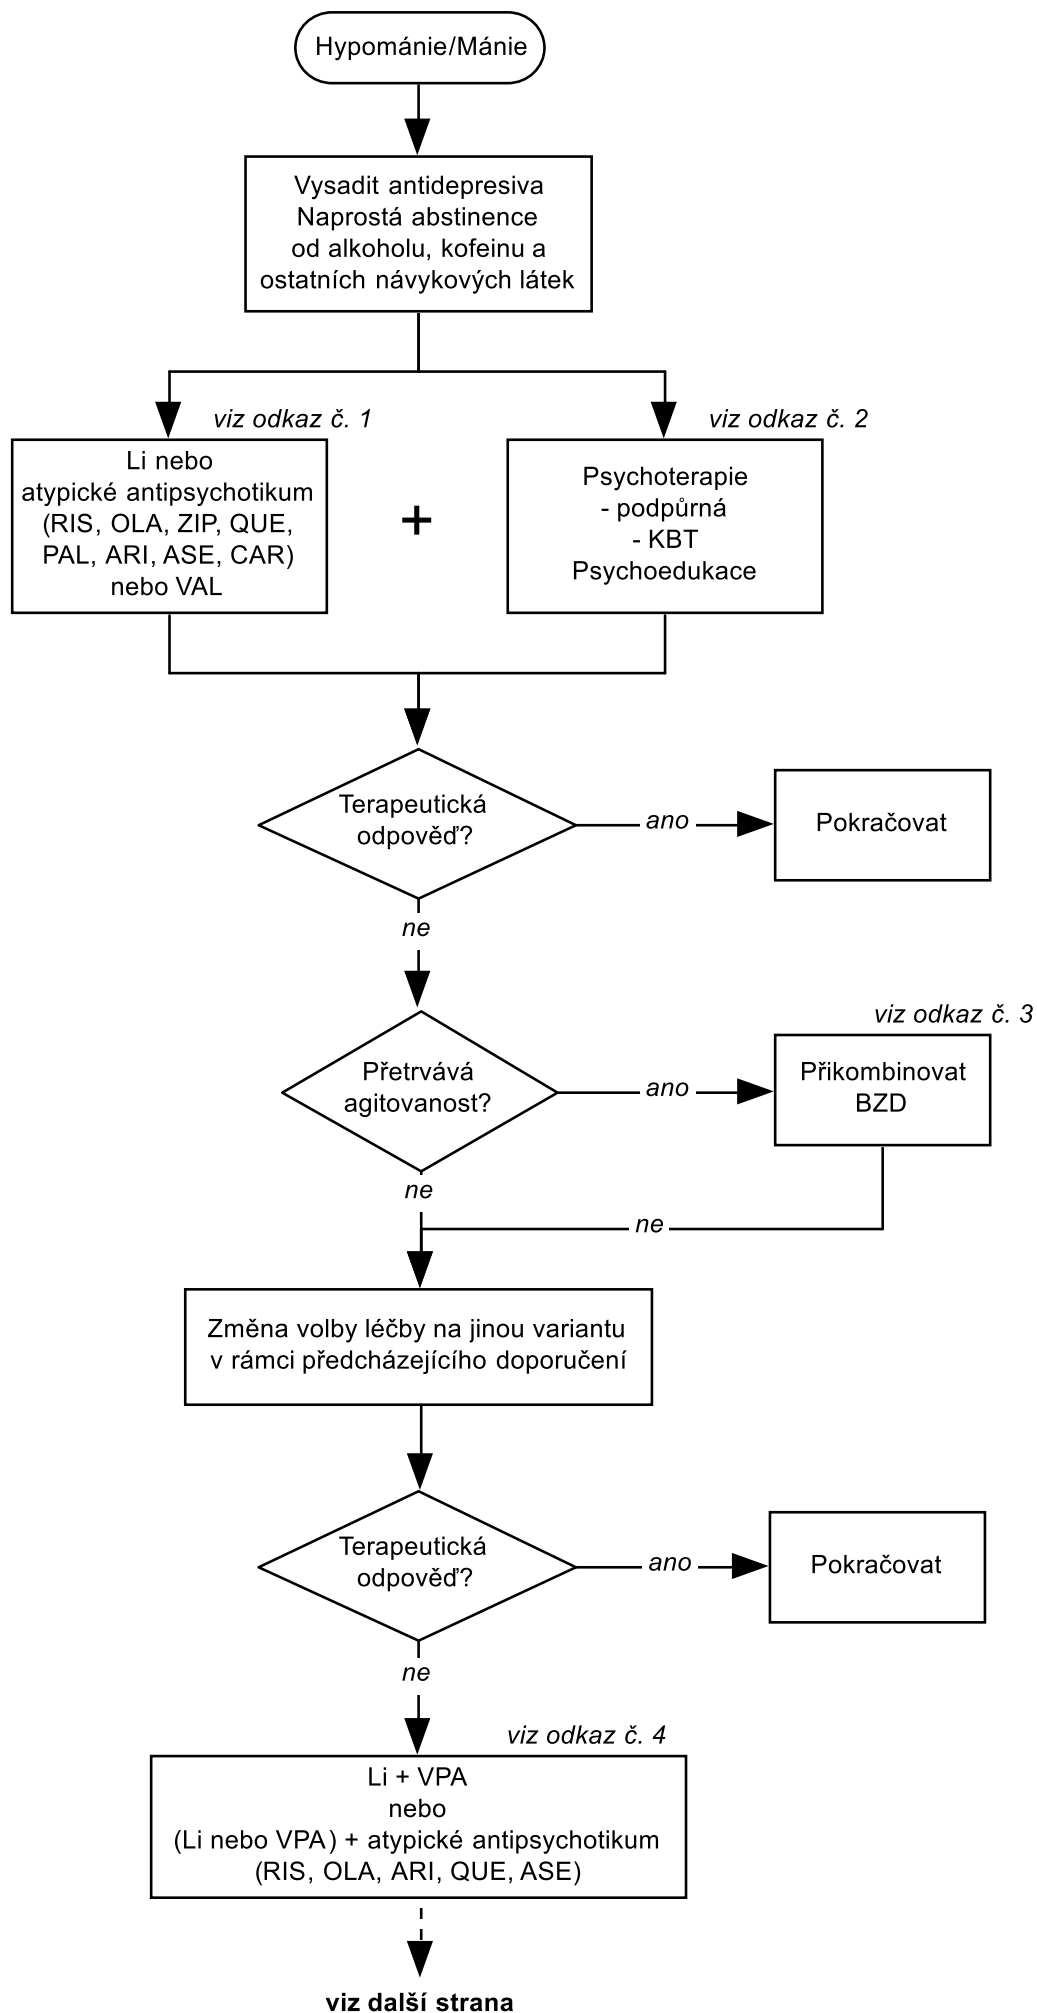 Hypománie/Mánie
Vysadit antidepresiva
Naprostá abstinence
od alkoholu, kofeinu a
ostatních návykových látek
viz odkaz č. 1
Li nebo
atypické antipsychotikum
(RIS, OLA, ZIP, QUE,
PAL, ARI, ASE, CAR)
nebo VAL
+
viz odkaz č. 2
Psychoterapie
- podpůrná
- KBT
Psychoedukace
Terapeutická
odpověď?
ano
Pokračovat
ne
Přetrvává
agitovanost?
ano
viz odkaz č. 3
Přikombinovat
BZD
ne
ne
Změna volby léčby na jinou variantu
v rámci předcházejícího doporučení
Terapeutická
odpověď?
ano
Pokračovat
ne
viz odkaz č. 4
Li + VPA
nebo
(Li nebo VPA) + atypické antipsychotikum
(RIS, OLA, ARI, QUE, ASE)
viz další strana